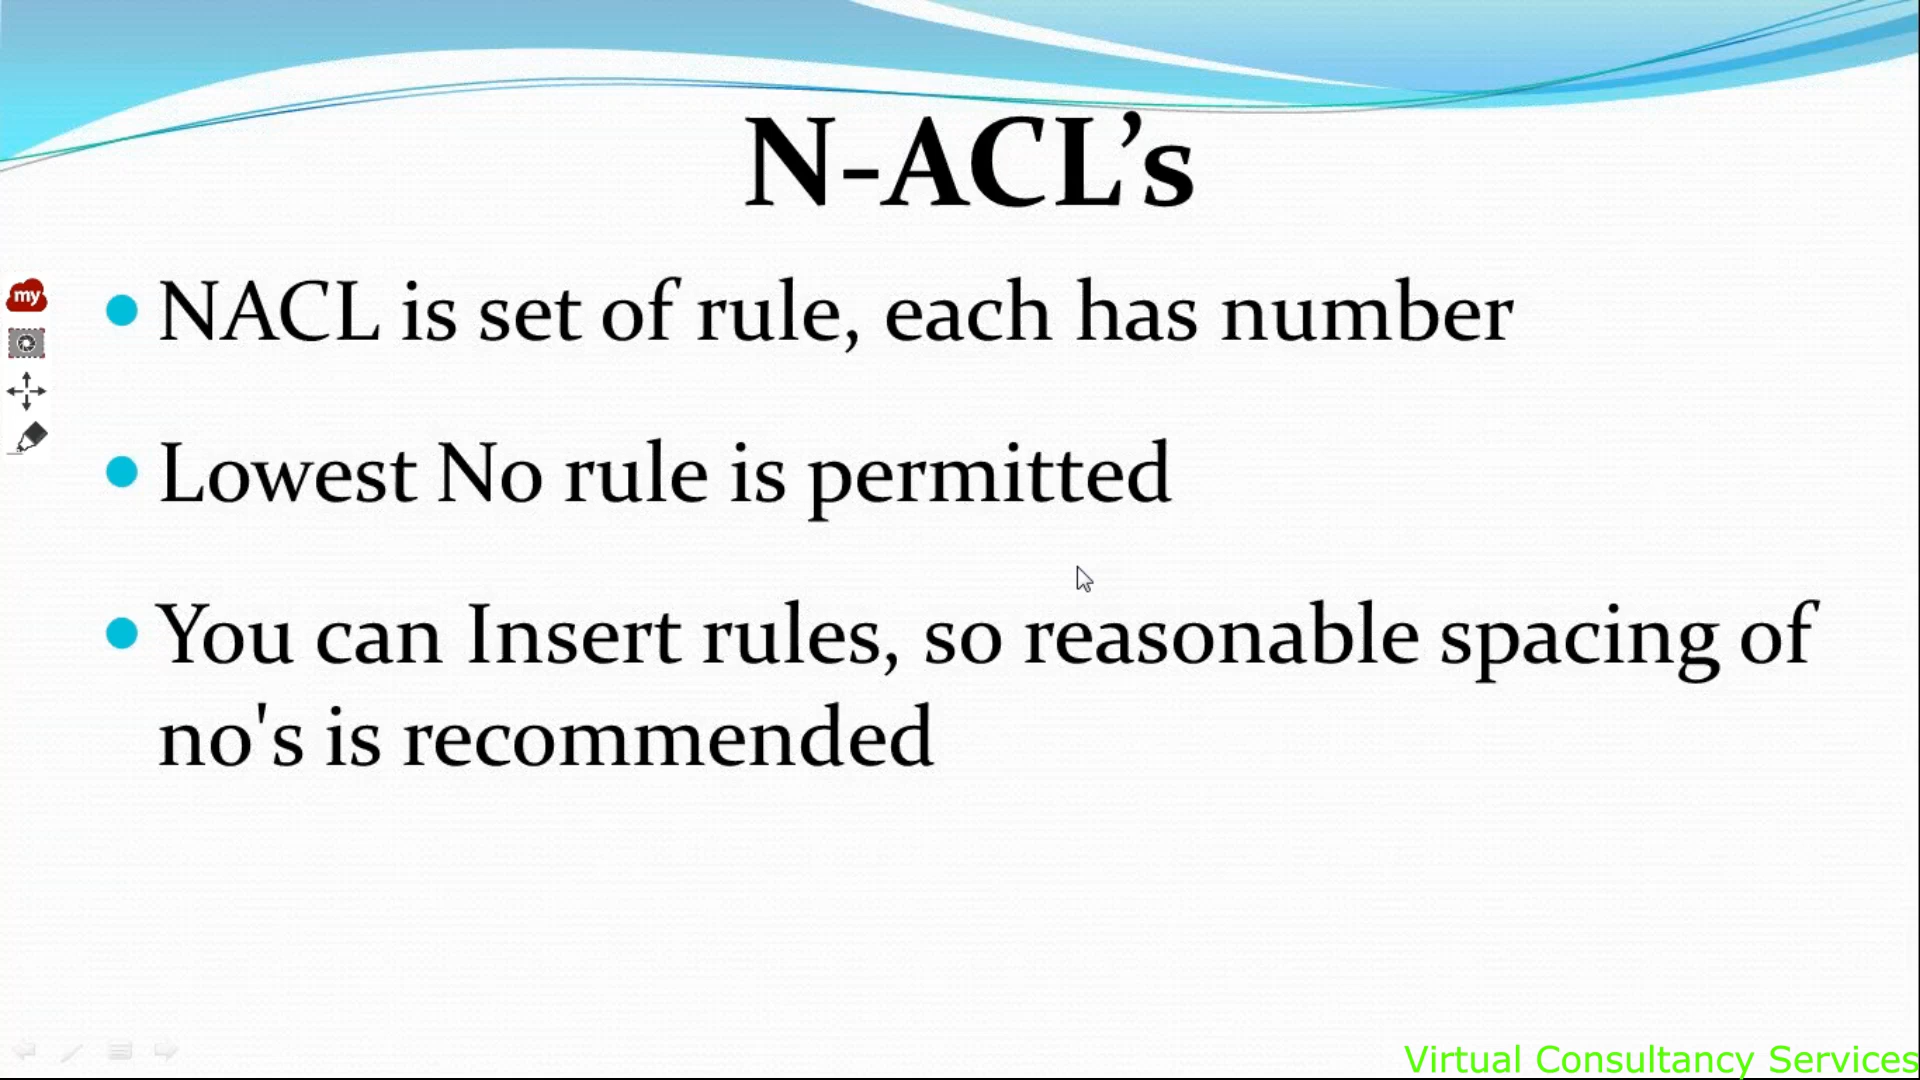 N-ACL’s
my
NACL is set of rule, each has number
Lowest No rule is permitted
You can Insert rules, so reasonable spacing of
no's is recommended
Virtual Consultancy Services